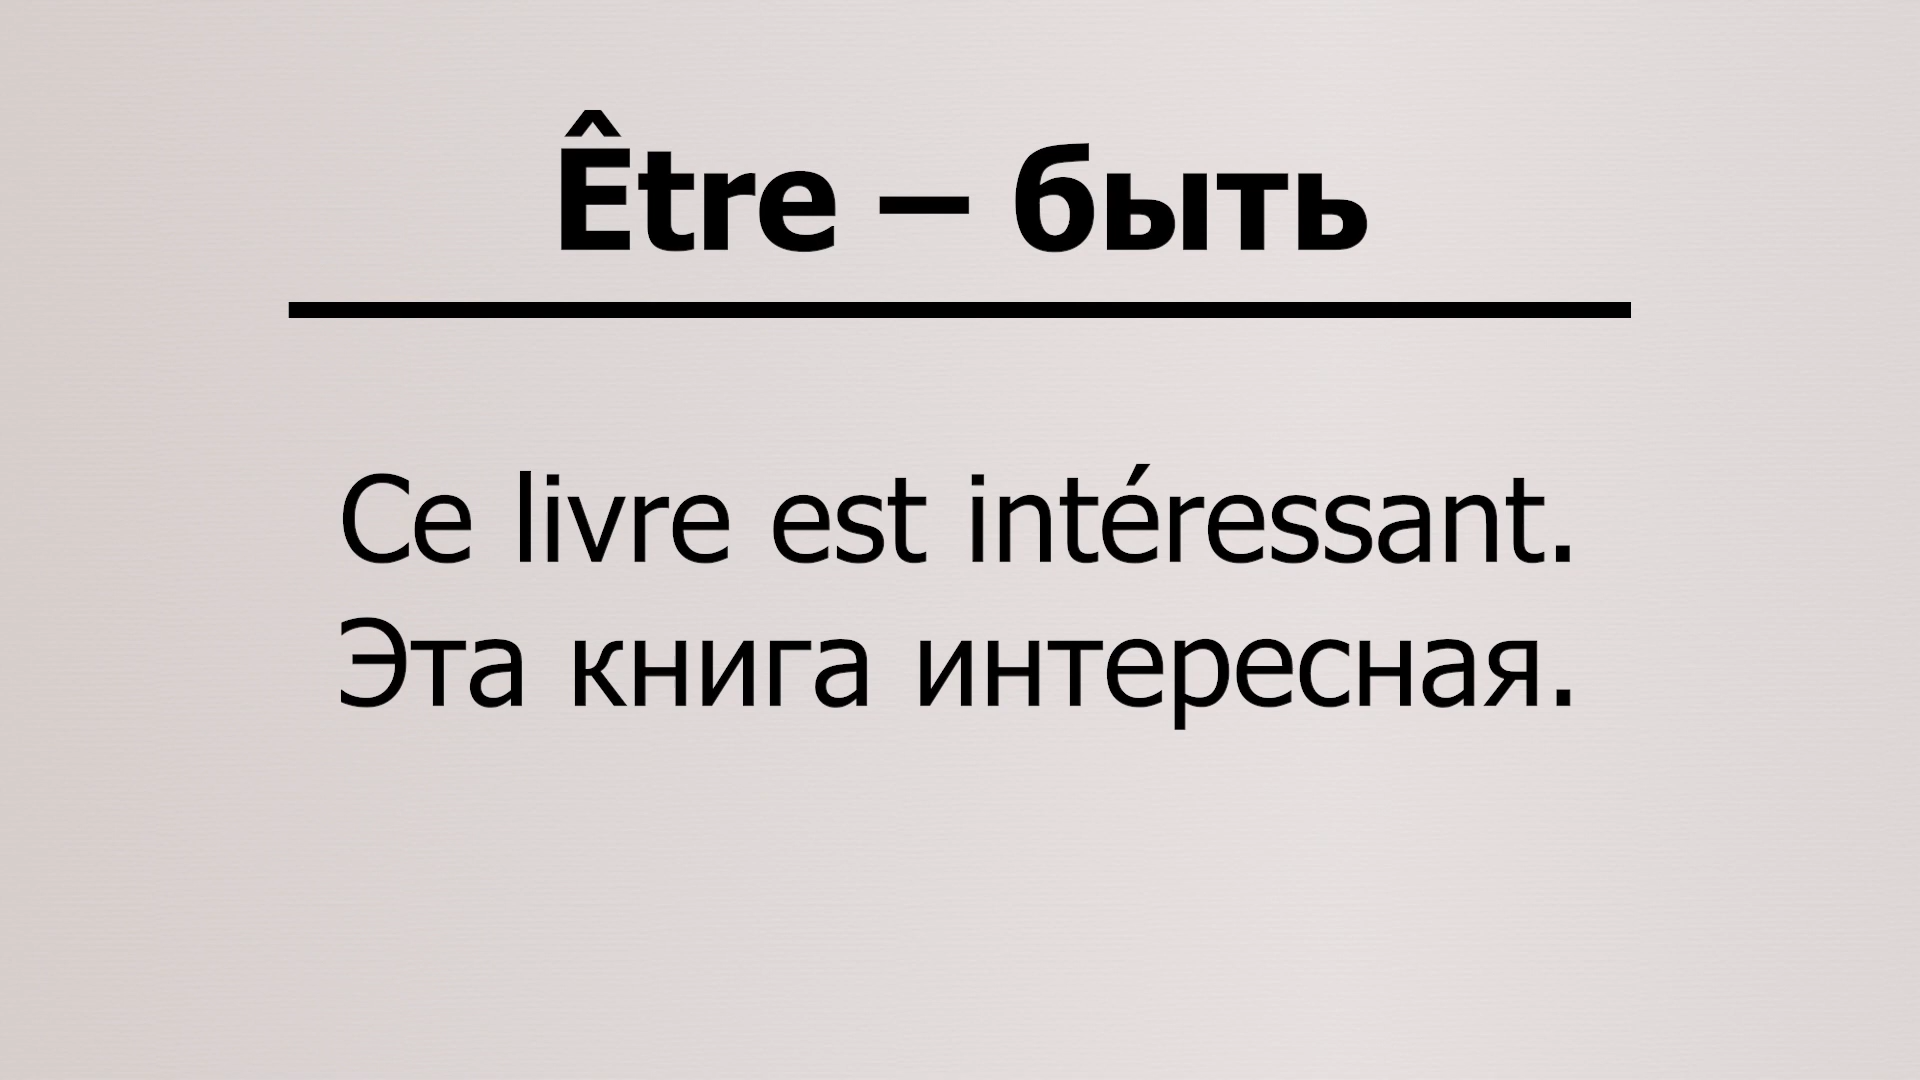 Être – быть
Ce livre est intéressant.
Эта книга интересная.